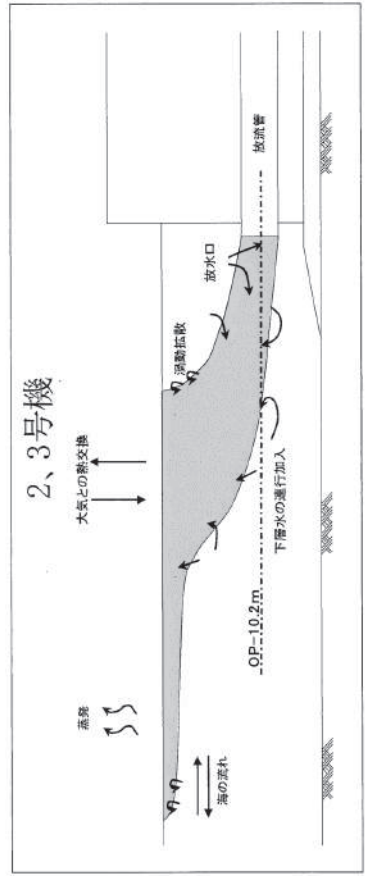 2、3号機
大気との熱交換
蒸発
渦動拡散
放水口
放流管
下層水の連行加入
OP-10.2m
海の流れ